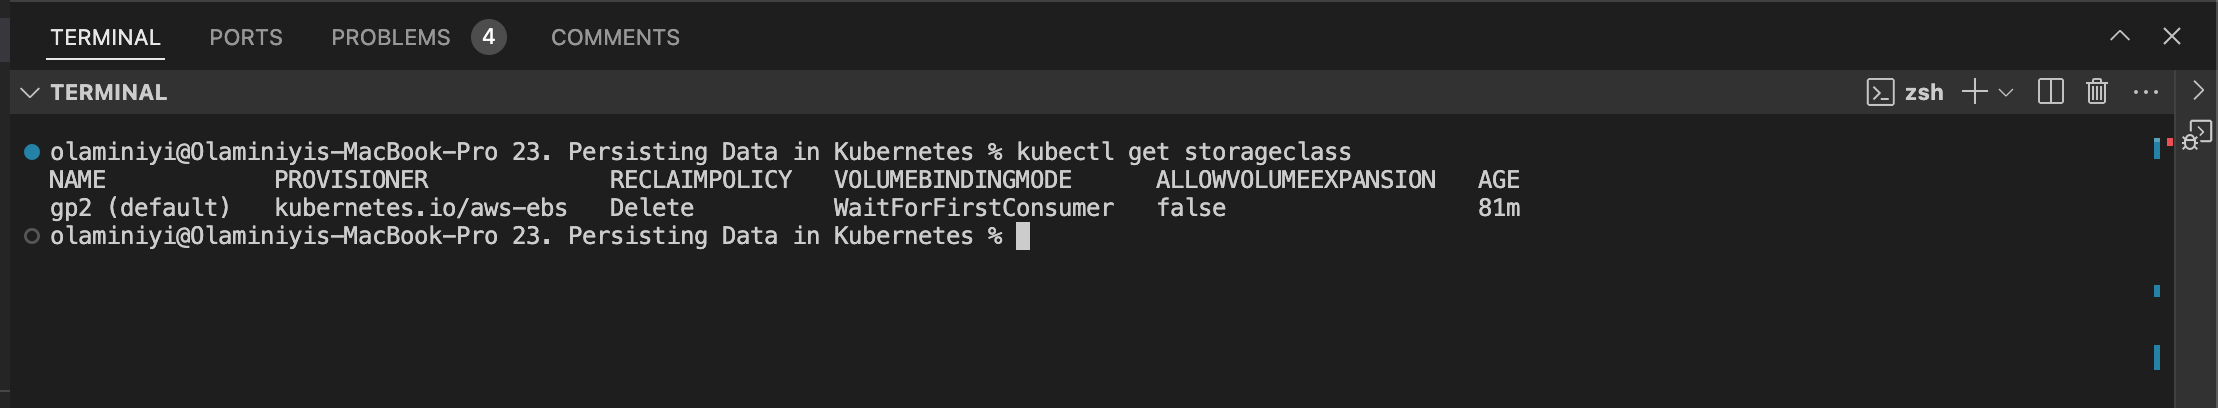 TERMINAL PORTS PROBLEMS 4 COMMENTS
TERMINAL zsh
olaminiyi@Olaminiyis-MacBook-Pro 23. Persisting Data in Kubernetes % kubectl get storageclass
NAME PROVISIONER RECLAIMPOLICY VOLUMEBINDINGMODE ALLOWVOLUMEEXPANSION AGE
gp2 (default) kubernetes.io/aws-ebs Delete WaitForFirstConsumer false 81m
olaminiyi@Olaminiyis-MacBook-Pro 23. Persisting Data in Kubernetes %